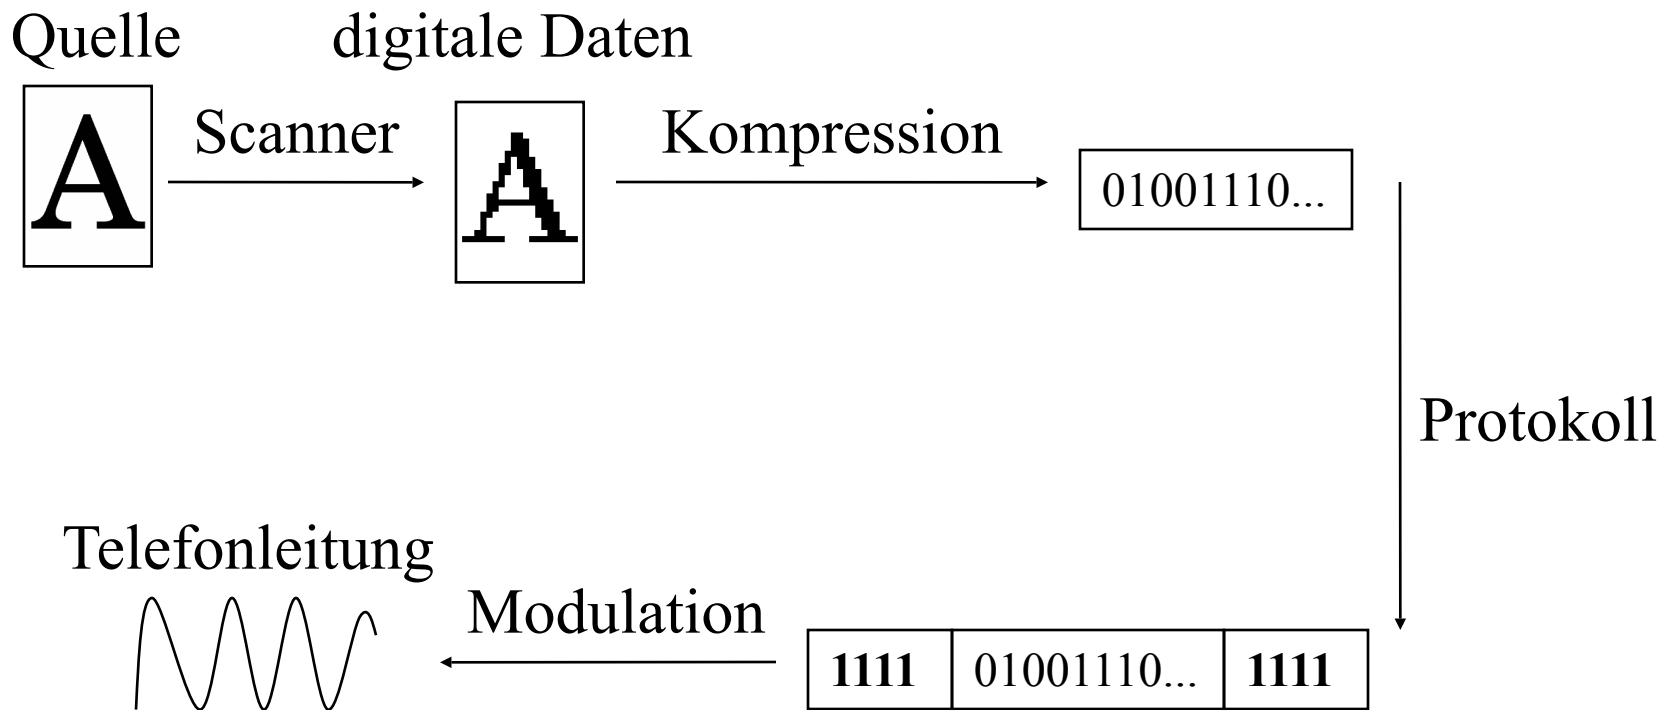 Quelle
digitale Daten
A
Scanner
A
Kompression
01001110...
Protokoll
Telefonleitung
Modulation
1111 01001110... 1111